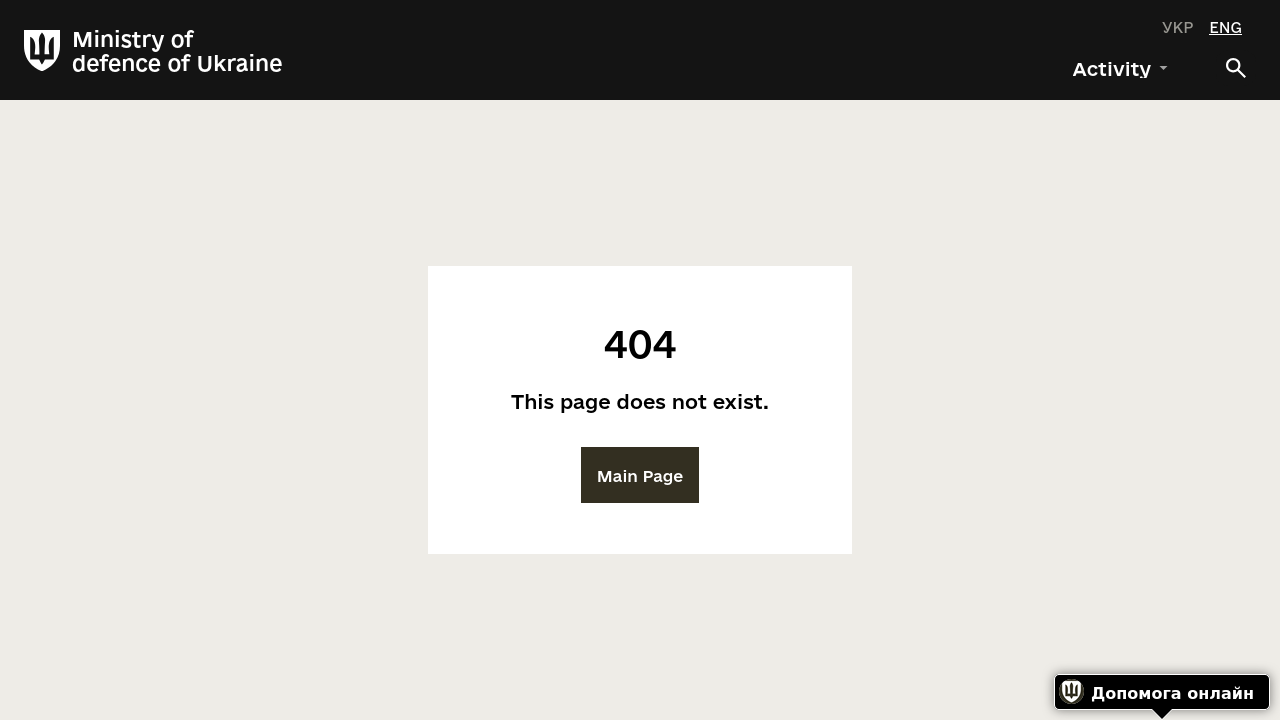 Ministry of
defence of Ukraine
УКР ENG
Activity
404
This page does not exist.
Main Page
Допомога онлайн